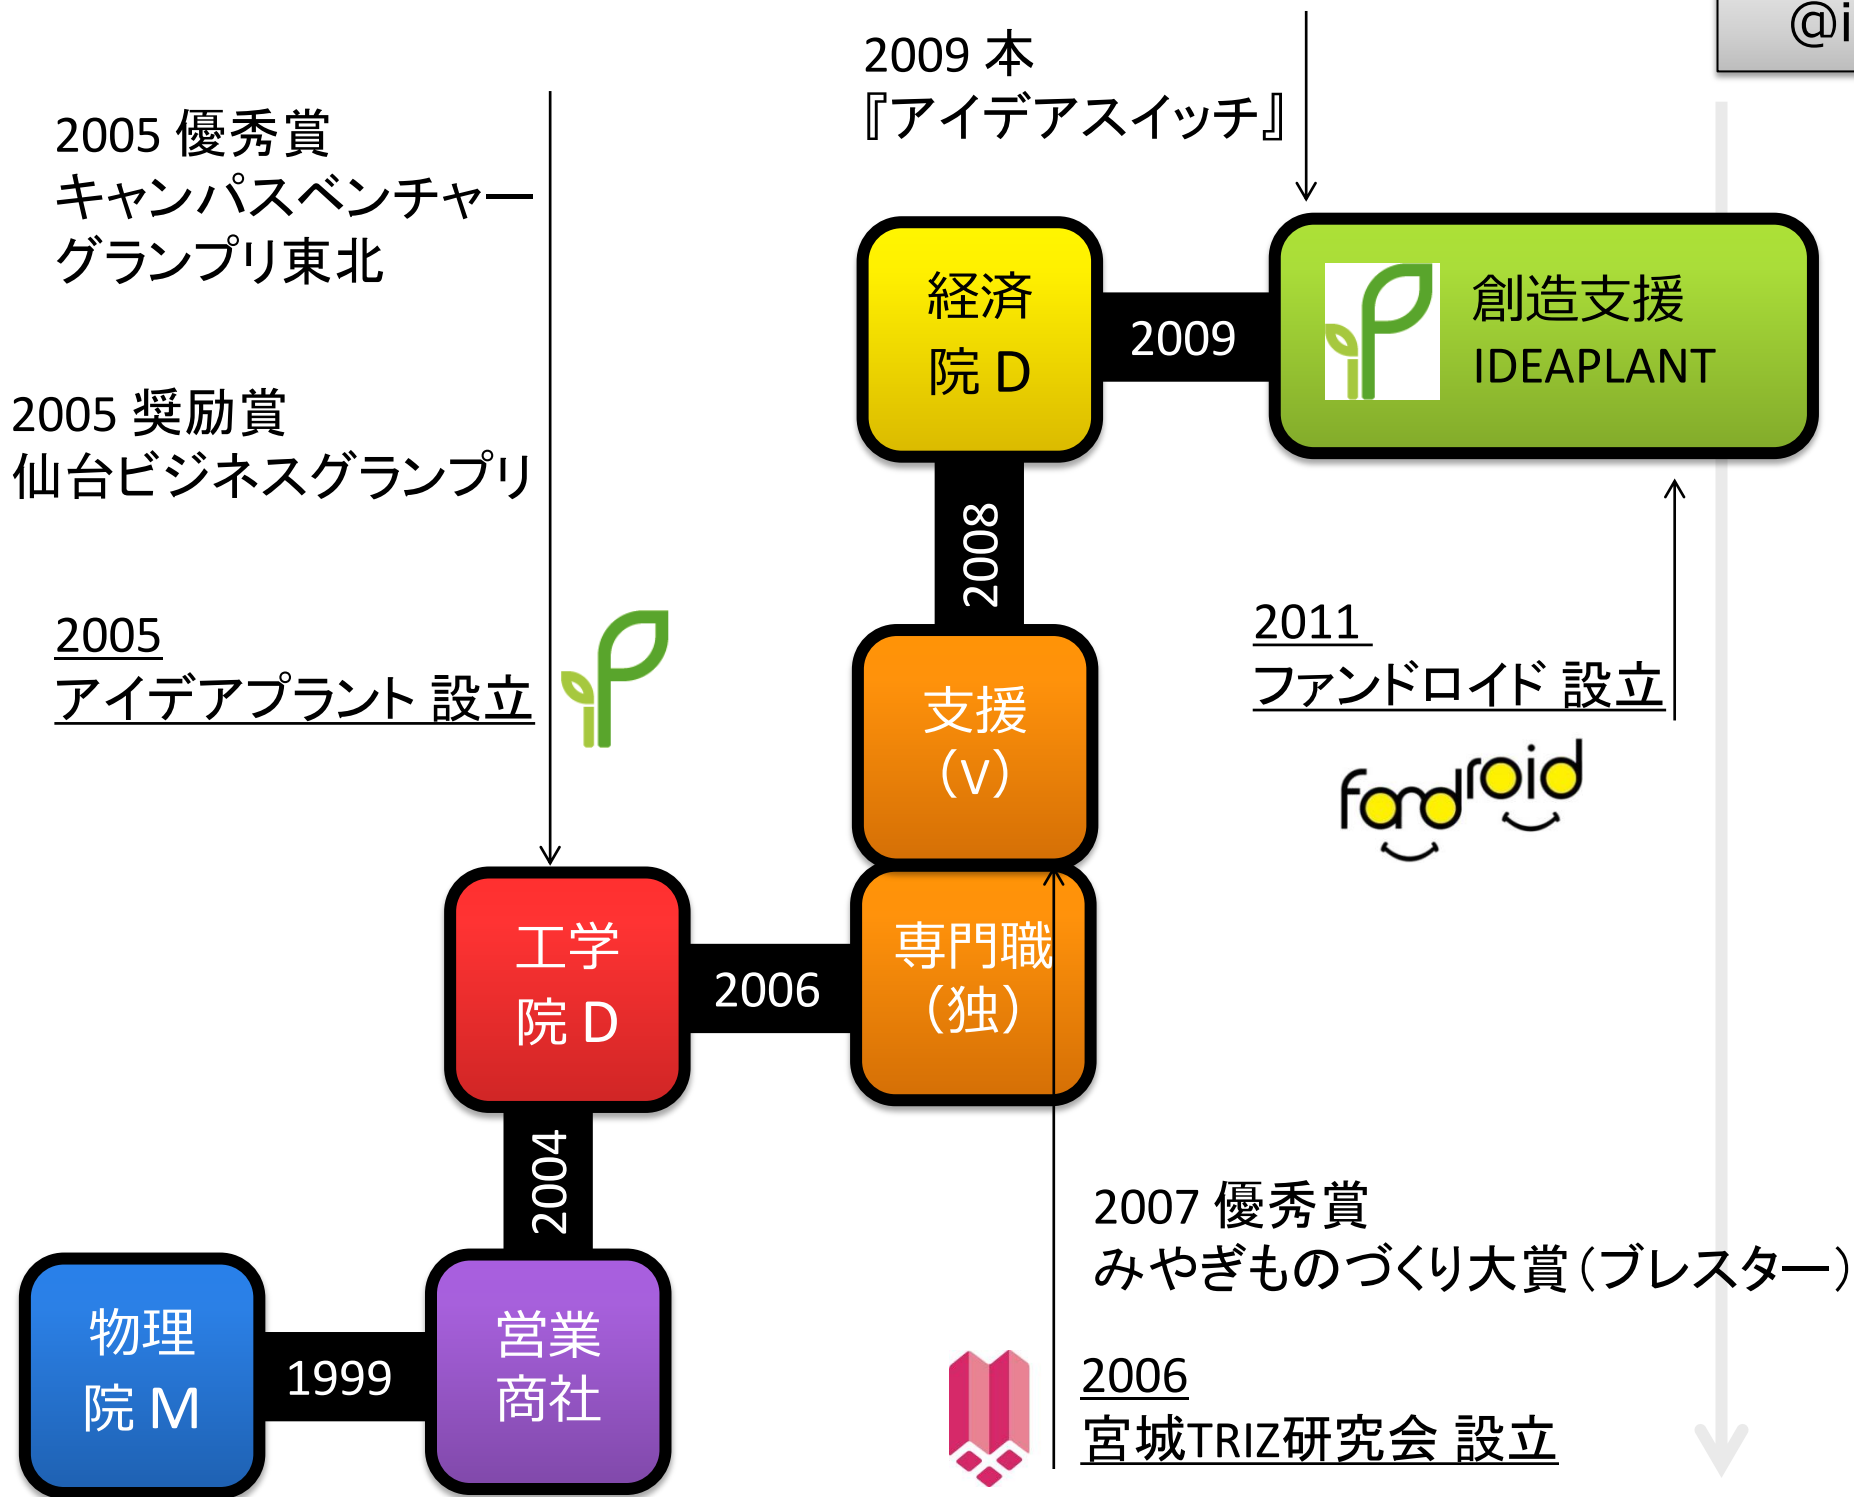 @i
2009 本
『アイデアスイッチ』
2005 優秀賞
キャンパスベンチャー
グランプリ東北
経済
院 D
2009
創造支援
IDEAPLANT
2005 奨励賞
仙台ビジネスグランプリ
2008
2005
アイデアプラント 設立
2011
ファンドロイド 設立
支援
（V）
fandroid
工学
院 D
2006
専門職
（独）
2004
2007 優秀賞
みやぎものづくり大賞（ブレスター）
物理
院 M
1999
営業
商社
2006
宮城TRIZ研究会 設立